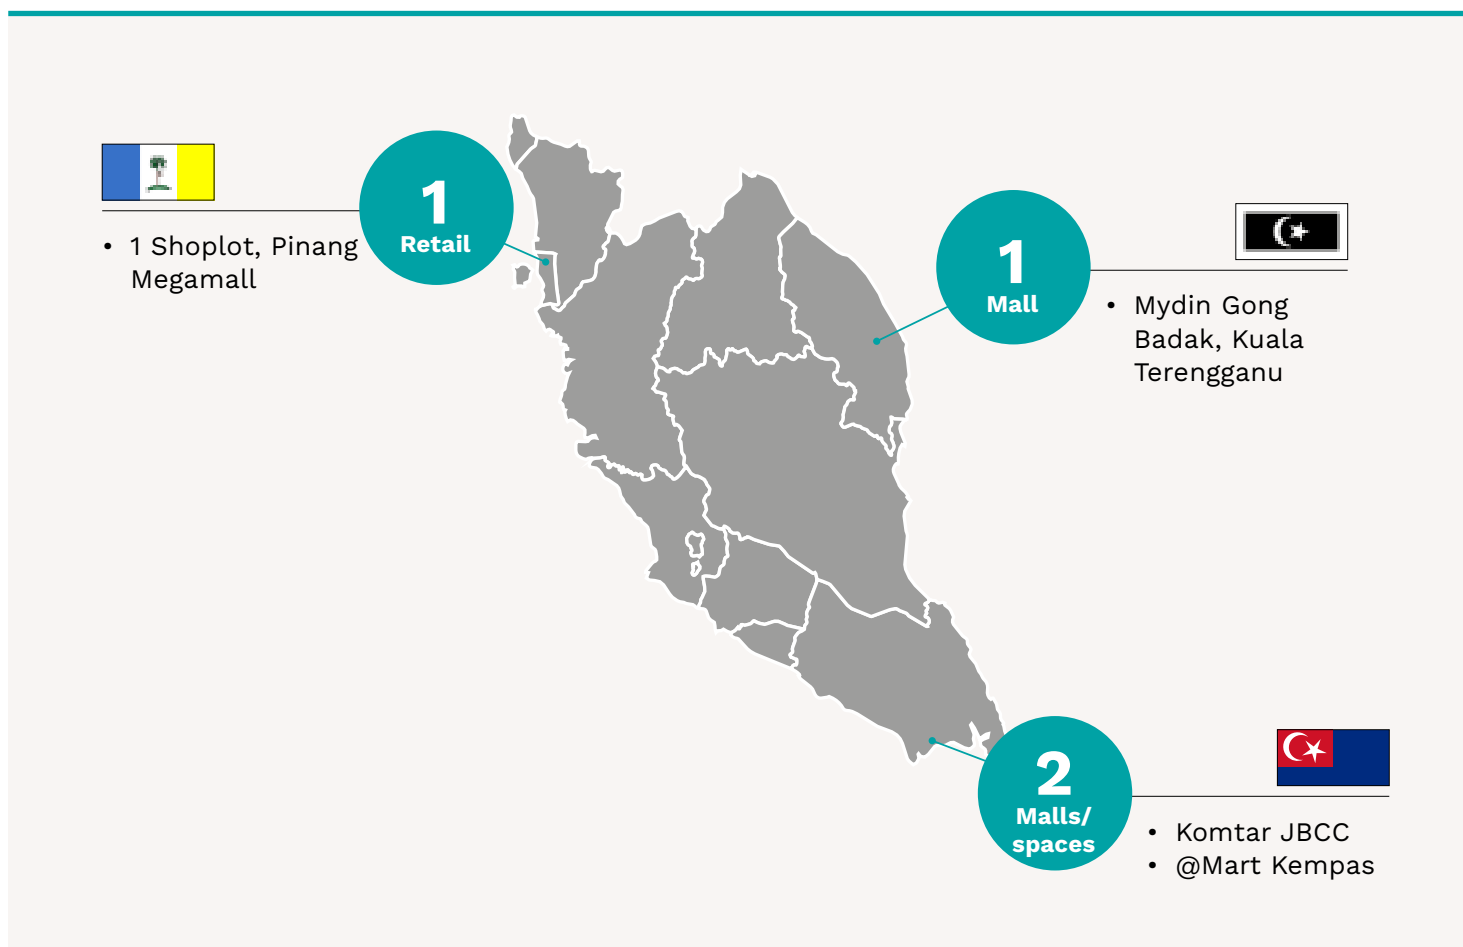 1
Retail
• 1 Shoplot, Pinang
Megamall
1
Mall
• Mydin Gong
Badak, Kuala
Terengganu
2
Malls/
spaces
• Komtar JBCC
• @Mart Kempas